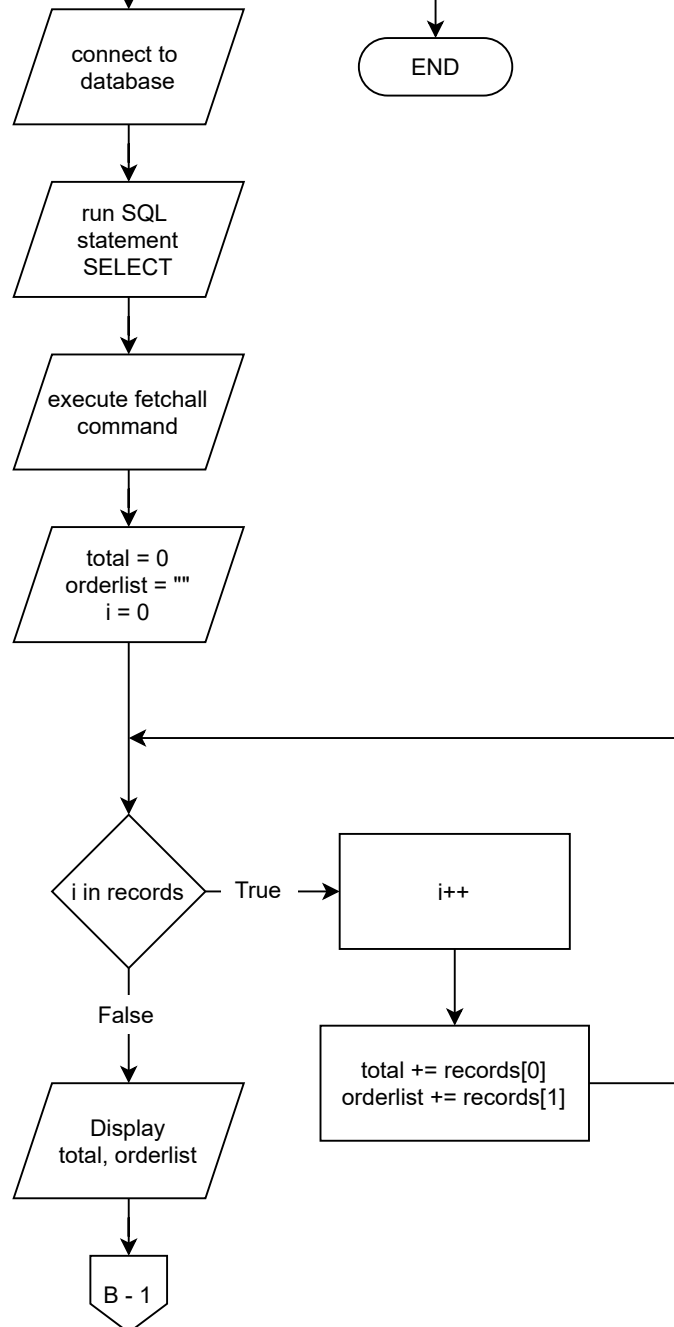 connect to
database
END
run SQL
statement
SELECT
execute fetchall
command
total = 0
orderlist = ""
i = 0
i in records
True
i++
False
total += records[0]
orderlist += records[1]
Display
total, orderlist
B - 1